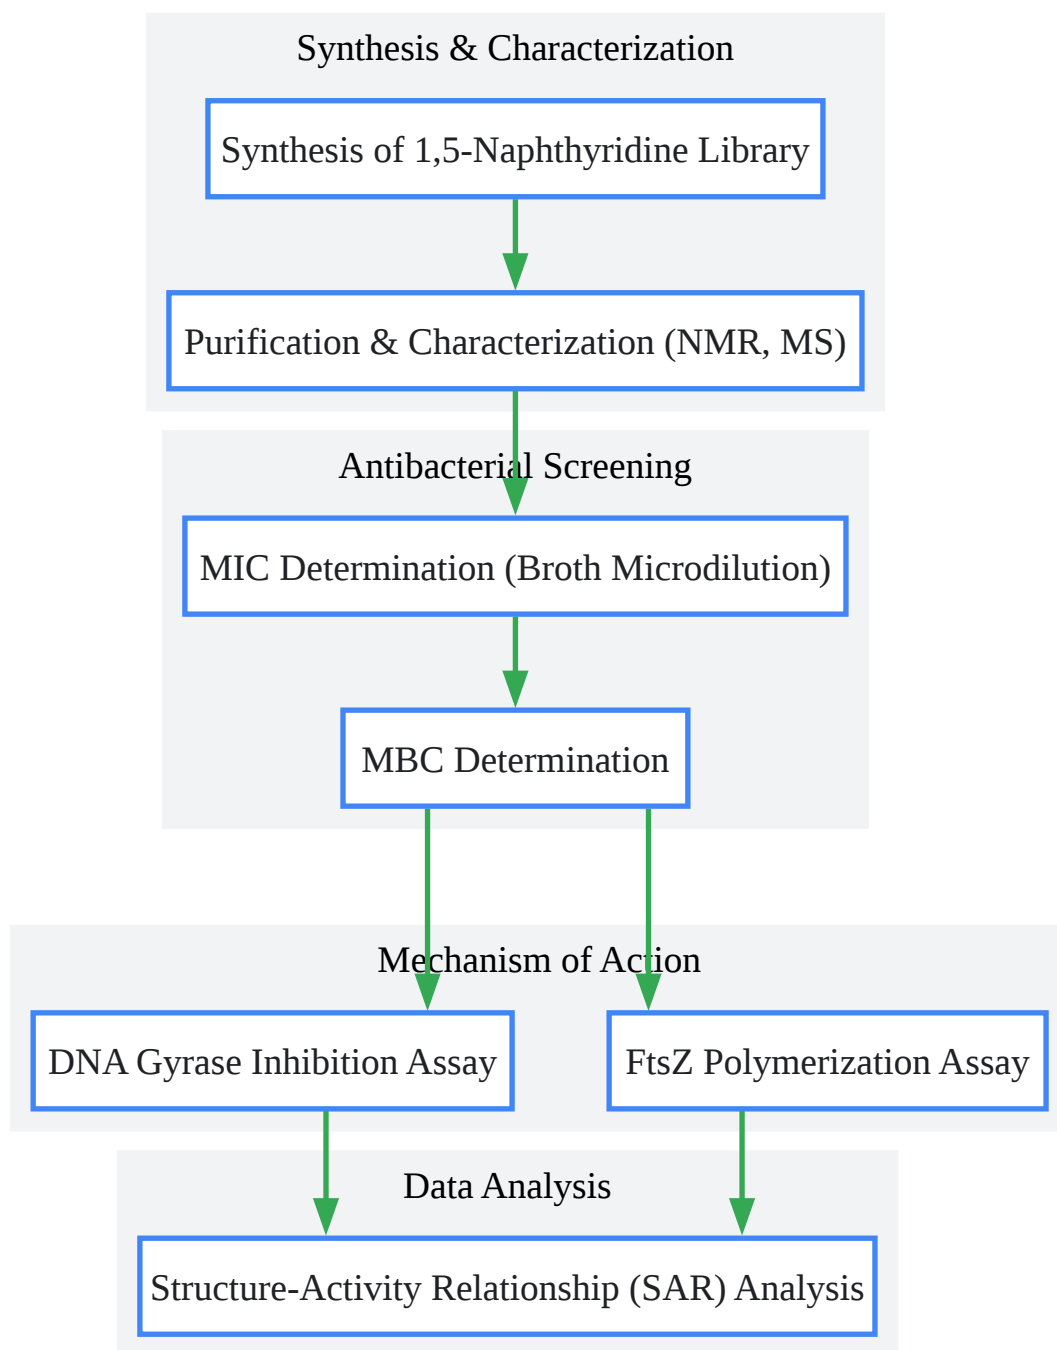 Synthesis & Characterization
Synthesis of 1,5-Naphthyridine Library
Purification & Characterization (NMR, MS)
Antibacterial Screening
MIC Determination (Broth Microdilution)
MBC Determination
Mechanism of Action
DNA Gyrase Inhibition Assay
FtsZ Polymerization Assay
Data Analysis
Structure-Activity Relationship (SAR) Analysis